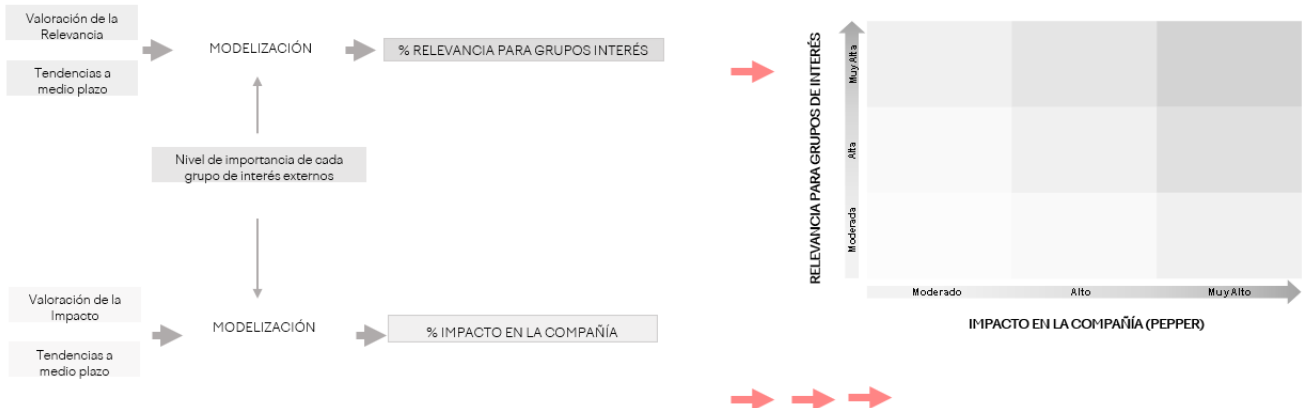 Valoración de la
Relevancia
Tendencias a
medio plazo
MODELIZACIÓN
% RELEVANCIA PARA GRUPOS INTERÉS
Nivel de importancia de cada
grupo de interés externos
Valoración de la
Impacto
Tendencias a
medio plazo
MODELIZACIÓN
% IMPACTO EN LA COMPAÑÍA
RELEVANCIA PARA GRUPOS DE INTERÉS
Muy Alta
Alta
Moderada
Moderado
Alto
Muy Alto
IMPACTO EN LA COMPAÑÍA (PEPPER)